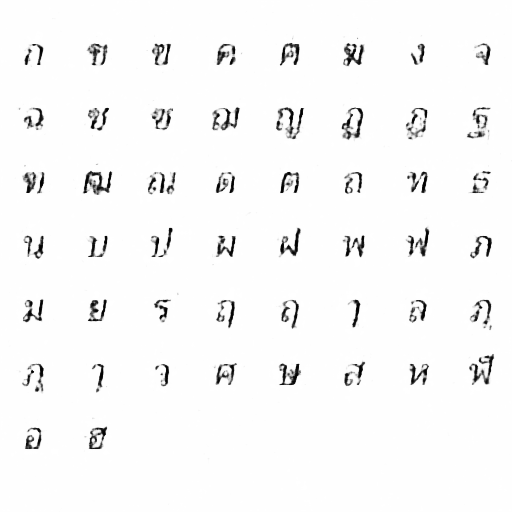 ก ข ฃ ค ฅ ฆ ง จ
ฉ ช ซ ฌ ญ ฎ ฏ ฐ
ฑ ฒ ณ ด ต ถ ท ธ
น บ ป ผ ฝ พ ฟ ภ
ม ย ร ฤ ฤ ๅ ล ฦ
ฦ ๅ ว ศ ษ ส ห ฬ
อ ฮ